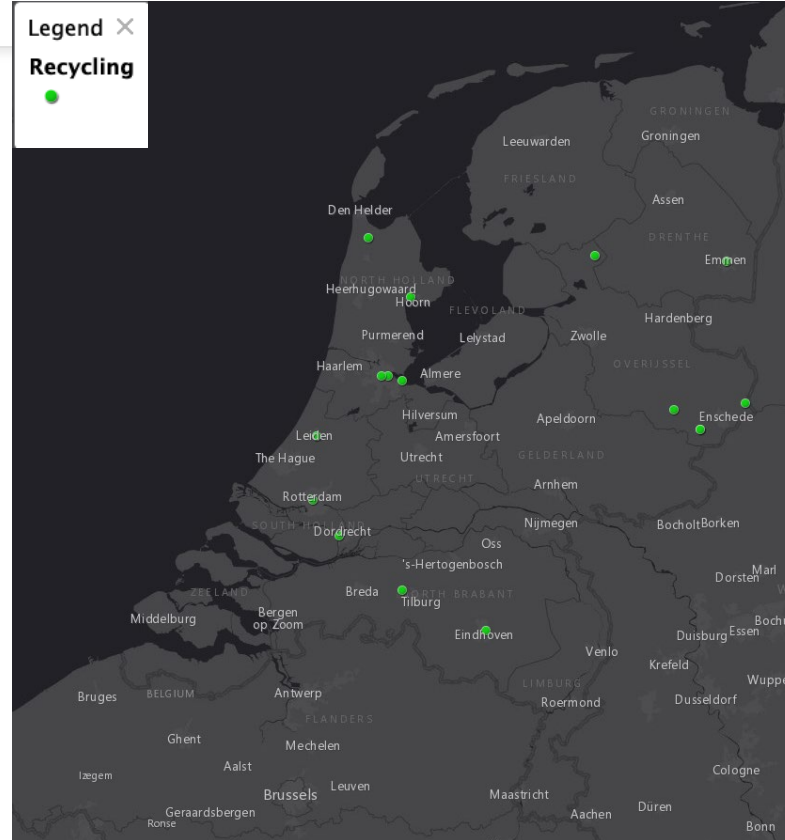 Legend ×
Recycling
GRONINGEN
Groningen
Leeuwarden
FRIESLAND
Assen
Den Helder
DRENTHE
Emmen
NORTH HOLLAND
Heerhugowaard
Hoorn
FLEVOLAND
Hardenberg
Purmerend
Lelystad
Zwolle
Haarlem
Almere
OVERIJSSEL
Hilversum
Apeldoorn
Enschede
Leiden
Amersfoort
The Hague
Utrecht
GELDERLAND
UTRECHT
Arnhem
Rotterdam
SOUTH HOLLAND
Dordrecht
Nijmegen
Bocholt
Borken
Oss
's-Hertogenbosch
Marl
Dorsten
ZEELAND
Breda
ORTH BRABANT
W
Tilburg
Middelburg
Bergen
op Zoom
Eindhoven
Duisburg
Essen
Bochu
Venlo
Krefeld
Wuppe
LIMBURG
Bruges
BELGIUM
Antwerp
Roermond
Dusseldorf
FLANDERS
Ghent
Mechelen
Aalst
Cologne
Iægem
Leuven
Brussels
Maastricht
Düren
Geraardsbergen
Aachen
Ronse
Bonn